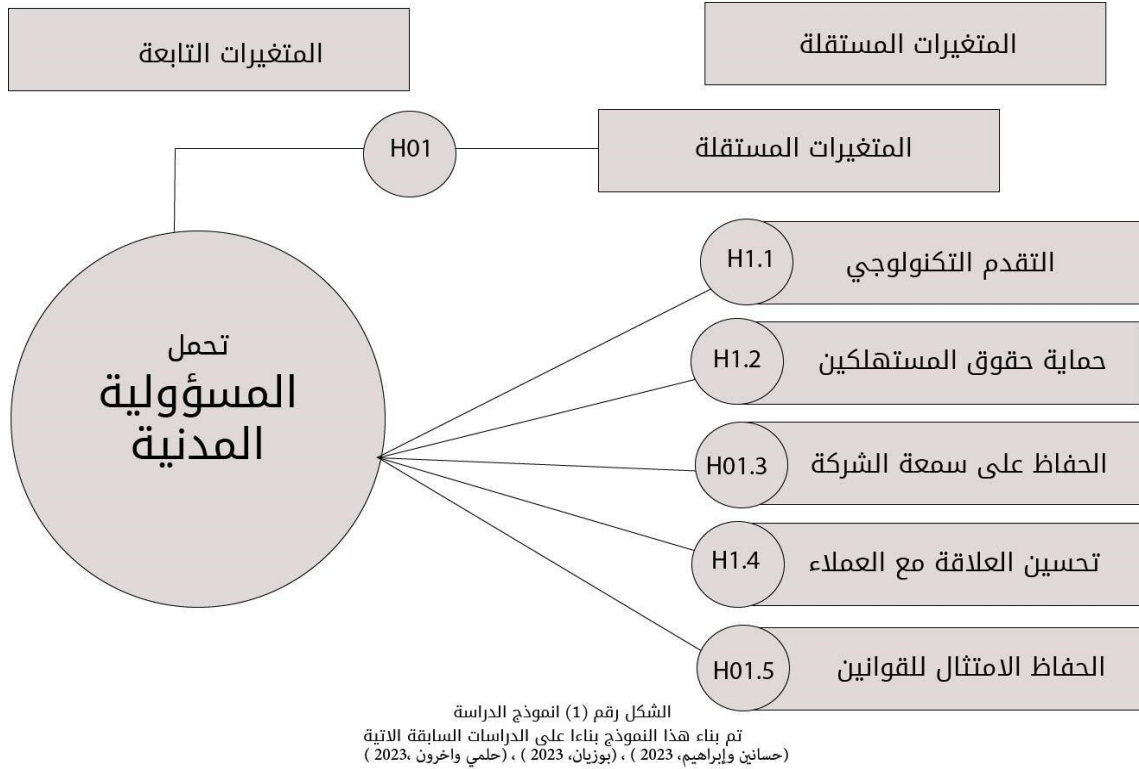 المتغيرات المستقلة
المتغيرات التابعة
المتغيرات المستقلة
H01
H1.1
التقدم التكنولوجي
H1.2
حماية حقوق المستهلكين
H01.3
الحفاظ على سمعة الشركة
H1.4
تحسين العلاقة مع العملاء
H01.5
الحفاظ الامتثال للقوانين
تحمل
المسؤولية
المدنية
الشكل رقم (1) انموذج الدراسة
تم بناء هذا النموذج بناءا على الدراسات السابقة الاتية
(حسانين وإبراهيم، 2023 ) ، (بوزيان، 2023 ) ، (حلمي واخرون ،2023 )